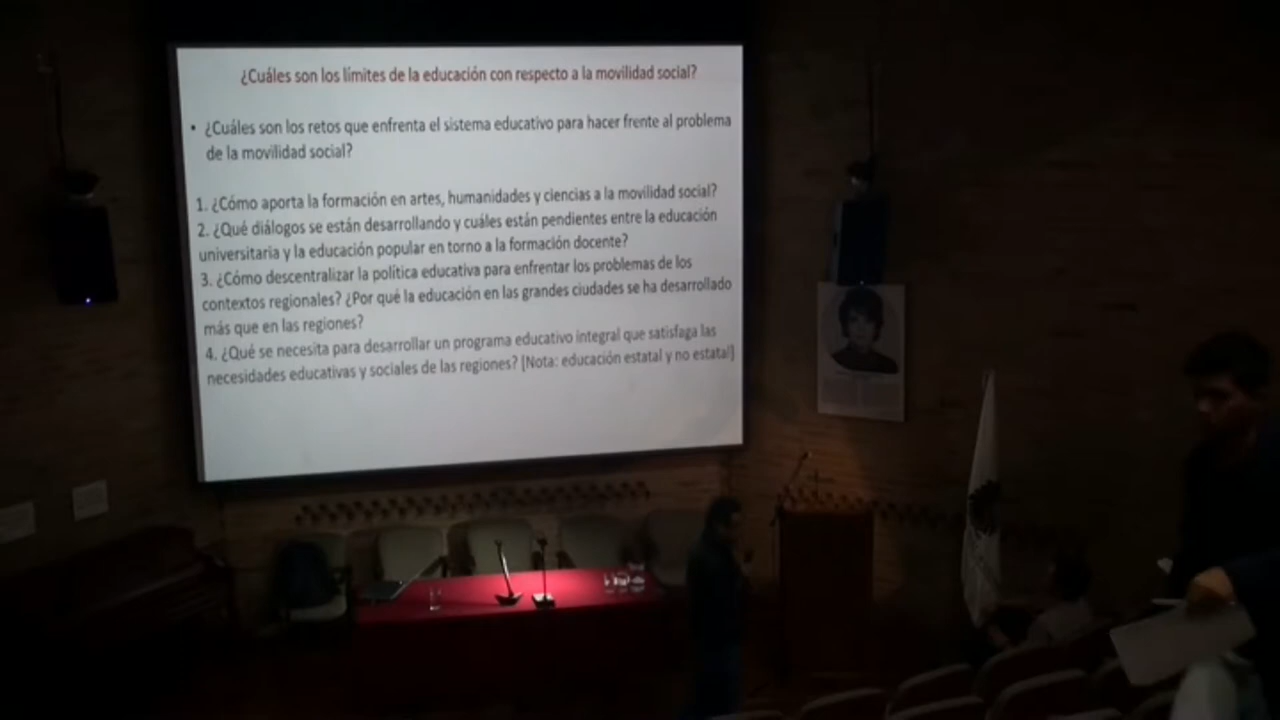 ¿Cuáles son los límites de la educación con respecto a la movilidad social?
• ¿Cuáles son los retos que enfrenta el sistema educativo para hacer frente al problema
de la movilidad social?
1. ¿Cómo aporta la formación en artes, humanidades y ciencias a la movilidad social?
2. ¿Qué diálogos se están desarrollando y cuáles están pendientes entre la educación
universitaria y la educación popular en torno a la formación docente?
3. ¿Cómo descentralizar la política educativa para enfrentar los problemas de los
contextos regionales? ¿Por qué la educación en las grandes ciudades se ha desarrollado
más que en las regiones?
4. ¿Qué se necesita para desarrollar un programa educativo integral que satisfaga las
necesidades educativas y sociales de las regiones? (Nota: educación estatal y no estatal)